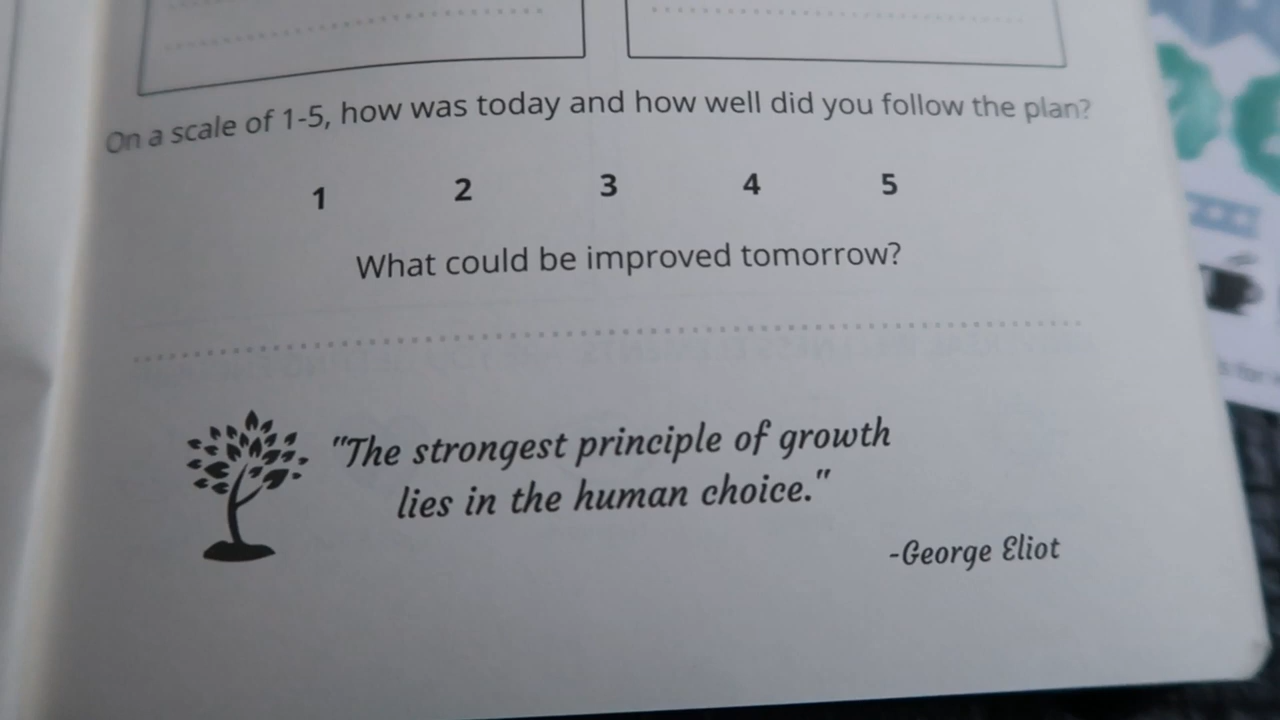 On a scale of 1-5, how was today and how well did you follow the plan?
1 2 3 4 5
What could be improved tomorrow?
"The strongest principle of growth
lies in the human choice."
-George Eliot